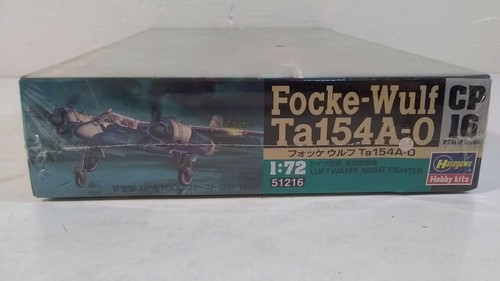 Focke-Wulf
Ta154A-0
フォッケ ウルフ Ta154A-0
1:72
51216
LUFTWAFFE NIGHT FIGHTER
CP
16
Hasegawa
Hobby kits